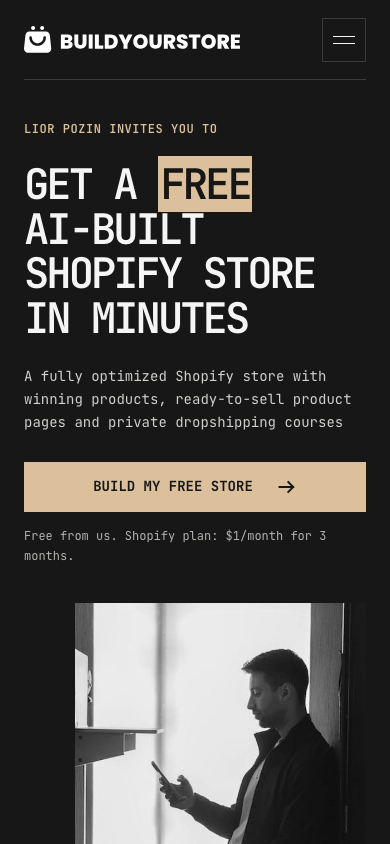 BUILDYOURSTORE
LIOR POZIN INVITES YOU TO
GET A FREE
AI-BUILT
SHOPIFY STORE
IN MINUTES
A fully optimized Shopify store with
winning products, ready-to-sell product
pages and private dropshipping courses
BUILD MY FREE STORE
Free from us. Shopify plan: $1/month for 3
months.